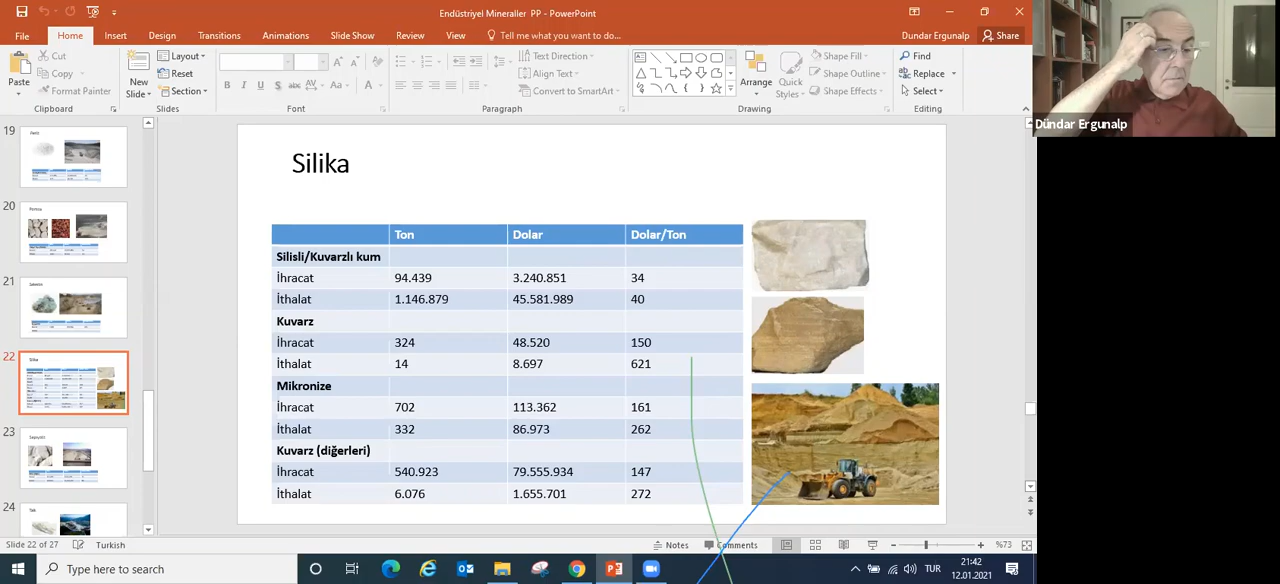 Endüstriyel Mineraller PP - PowerPoint
File Home Insert Design Transitions Animations Slide Show Review View Tell me what you want to do... Dundar Ergunalp Share
Cut
Copy
Format Painter
Paste
Clipboard
New Slide
Layout
Reset
Section
Slides
B I U S abc AV Aa A
Font
Text Direction
Align Text
Convert to SmartArt
Paragraph
Arrange
Quick Styles
Shape Fill
Shape Outline
Shape Effects
Drawing
Find
Replace
Select
Editing
Dündar Ergunalp
19
20
21
22
23
24
Silika
Ton Dolar Dolar/Ton
Silisli/Kuvarzlı kum
İhracat 94.439 3.240.851 34
İthalat 1.146.879 45.581.989 40
Kuvarz
İhracat 324 48.520 150
İthalat 14 8.697 621
Mikronize
İhracat 702 113.362 161
İthalat 332 86.973 262
Kuvarz (diğerleri)
İhracat 540.923 79.555.934 147
İthalat 6.076 1.655.701 272
Slide 22 of 27 Turkish Notes Comments %73
Type here to search
TUR
21:42
12.01.2021